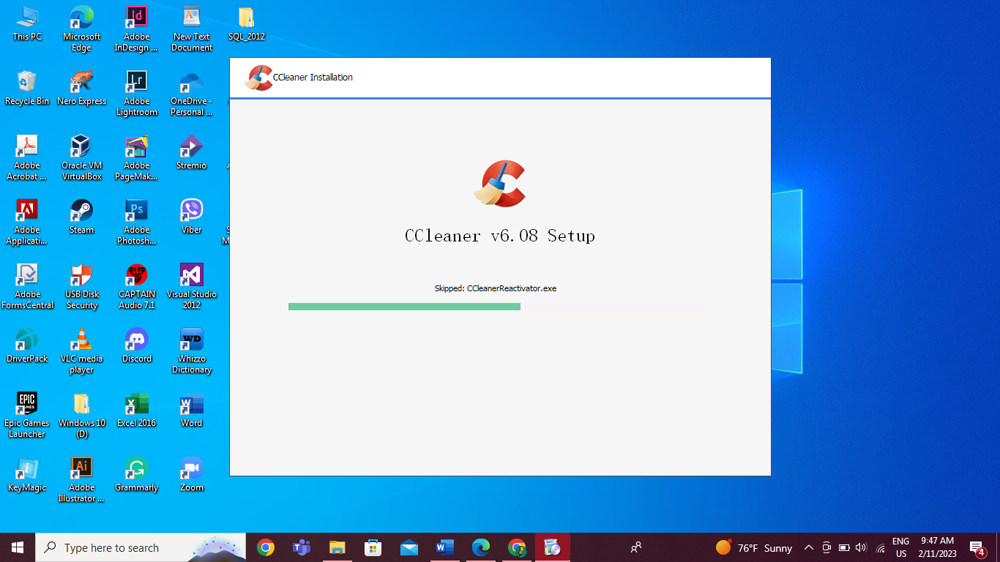 This PC
Microsoft
Edge
Adobe
InDesign ...
New Text
Document
SQL_2012
Recycle Bin
Nero Express
Adobe
Lightroom
OneDrive -
Personal ...
Adobe
Acrobat ...
Oracle VM
VirtualBox
Adobe
PageMak...
Stremio
Adobe
Applicati...
Steam
Adobe
Photosh...
Viber
Adobe
FormsCentral
USB Disk
Security
CAPTAIN
Audio 7.1
Visual Studio
2012
DriverPack
VLC media
player
Discord
Whizzo
Dictionary
Epic Games
Launcher
Windows 10
(D)
Excel 2016
Word
KeyMagic
Adobe
Illustrator ...
Grammarly
Zoom
CCleaner Installation
CCleaner v6.08 Setup
Skipped: CCleanerReactivator.exe
Type here to search
76°F Sunny
ENG
US
9:47 AM
2/11/2023
4